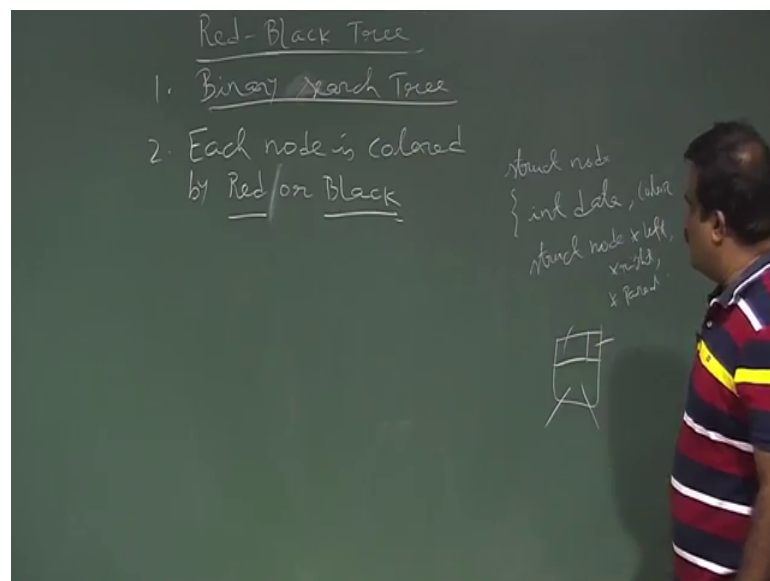 Red-Black Tree
1. Binary Search Tree
2. Each node is colored
by Red/or Black
struct node
{ int data, color
struct node *left,
*right,
*Parent.